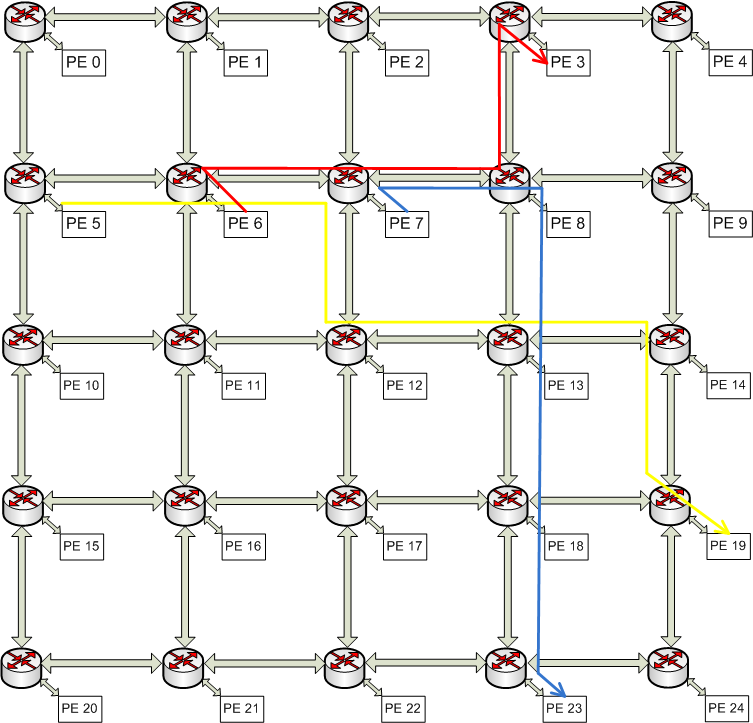 PE 0
PE 1
PE 2
PE 3
PE 4
PE 5
PE 6
PE 7
PE 8
PE 9
PE 10
PE 11
PE 12
PE 13
PE 14
PE 15
PE 16
PE 17
PE 18
PE 19
PE 20
PE 21
PE 22
PE 23
PE 24